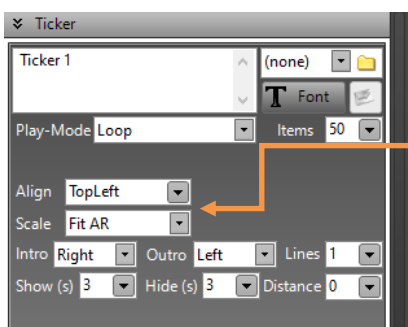 Ticker
Ticker 1 (none)
T Font
Play-Mode Loop Items 50
Align TopLeft
Scale Fit AR
Intro Right Outro Left Lines 1
Show (s) 3 Hide (s) 3 Distance 0